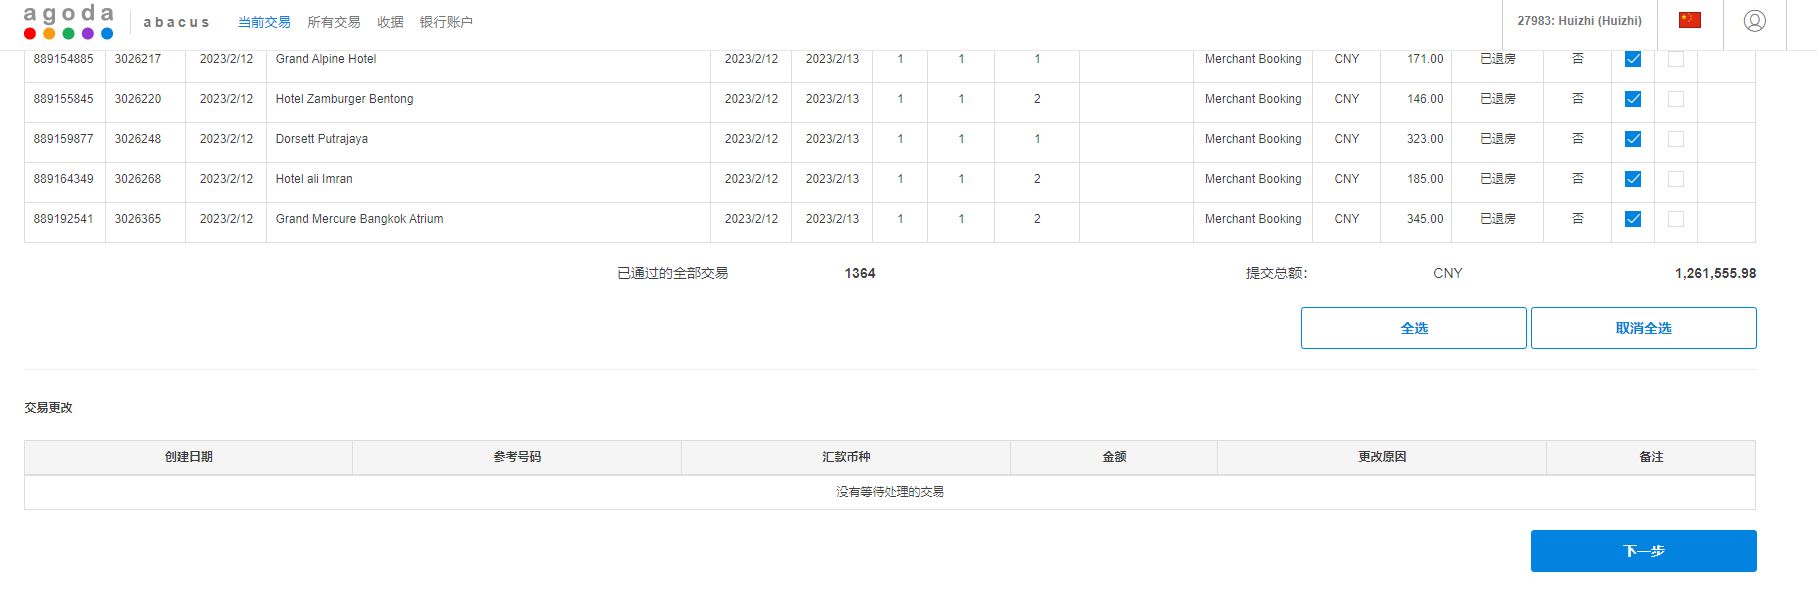 agoda abacus 当前交易 所有交易 收据 银行账户 27983: Huizhi (Huizhi)
889154885 3026217 2023/2/12 Grand Alpine Hotel 2023/2/12 2023/2/13 1 1 1 Merchant Booking CNY 171.00 已退房 否
889155845 3026220 2023/2/12 Hotel Zamburger Bentong 2023/2/12 2023/2/13 1 1 2 Merchant Booking CNY 146.00 已退房 否
889159877 3026248 2023/2/12 Dorsett Putrajaya 2023/2/12 2023/2/13 1 1 1 Merchant Booking CNY 323.00 已退房 否
889164349 3026268 2023/2/12 Hotel ali Imran 2023/2/12 2023/2/13 1 1 2 Merchant Booking CNY 185.00 已退房 否
889192541 3026365 2023/2/12 Grand Mercure Bangkok Atrium 2023/2/12 2023/2/13 1 1 2 Merchant Booking CNY 345.00 已退房 否
已通过的全部交易 1364 提交总额: CNY 1,261,555.98
全选 取消全选
交易更改
创建日期 参考号码 汇款币种 金额 更改原因 备注
没有等待处理的交易
下一步